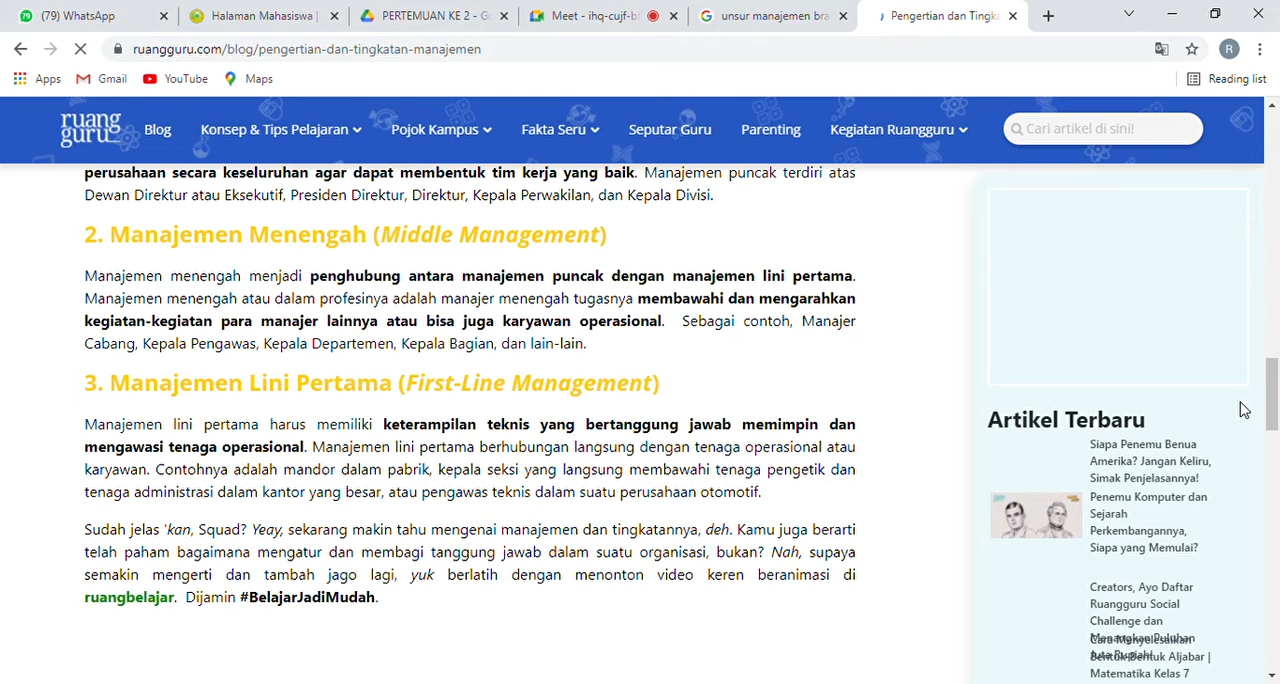 (79) WhatsApp
Halaman Mahasiswa |
PERTEMUAN KE 2 - G
Meet - ihq-cujf-b
unsur manajemen bra
Pengertian dan Tingka
ruangguru.com/blog/pengertian-dan-tingkatan-manajemen
R
Apps
Gmail
YouTube
Maps
Reading list
ruang
guru
Blog
Konsep & Tips Pelajaran
Pojok Kampus
Fakta Seru
Seputar Guru
Parenting
Kegiatan Ruangguru
Cari artikel di sini!
perusahaan secara keseluruhan agar dapat membentuk tim kerja yang baik. Manajemen puncak terdiri atas
Dewan Direktur atau Eksekutif, Presiden Direktur, Direktur, Kepala Perwakilan, dan Kepala Divisi.
2. Manajemen Menengah (Middle Management)
Manajemen menengah menjadi penghubung antara manajemen puncak dengan manajemen lini pertama.
Manajemen menengah atau dalam profesinya adalah manajer menengah tugasnya membawahi dan mengarahkan
kegiatan-kegiatan para manajer lainnya atau bisa juga karyawan operasional. Sebagai contoh, Manajer
Cabang, Kepala Pengawas, Kepala Departemen, Kepala Bagian, dan lain-lain.
3. Manajemen Lini Pertama (First-Line Management)
Manajemen lini pertama harus memiliki keterampilan teknis yang bertanggung jawab memimpin dan
mengawasi tenaga operasional. Manajemen lini pertama berhubungan langsung dengan tenaga operasional atau
karyawan. Contohnya adalah mandor dalam pabrik, kepala seksi yang langsung membawahi tenaga pengetik dan
tenaga administrasi dalam kantor yang besar, atau pengawas teknis dalam suatu perusahaan otomotif.
Sudah jelas 'kan, Squad? Yeay, sekarang makin tahu mengenai manajemen dan tingkatannya, deh. Kamu juga berarti
telah paham bagaimana mengatur dan membagi tanggung jawab dalam suatu organisasi, bukan? Nah, supaya
semakin mengerti dan tambah jago lagi, yuk berlatih dengan menonton video keren beranimasi di
ruangbelajar. Dijamin #BelajarJadiMudah.
Artikel Terbaru
Siapa Penemu Benua
Amerika? Jangan Keliru,
Simak Penjelasannya!
Penemu Komputer dan
Sejarah
Perkembangannya,
Siapa yang Memulai?
Creators, Ayo Daftar
Ruangguru Social
Challenge dan
Menangkan Puluhan
Juta Rupiah!
Cara Menyelesaikan
Bentuk-Bentuk Aljabar |
Matematika Kelas 7